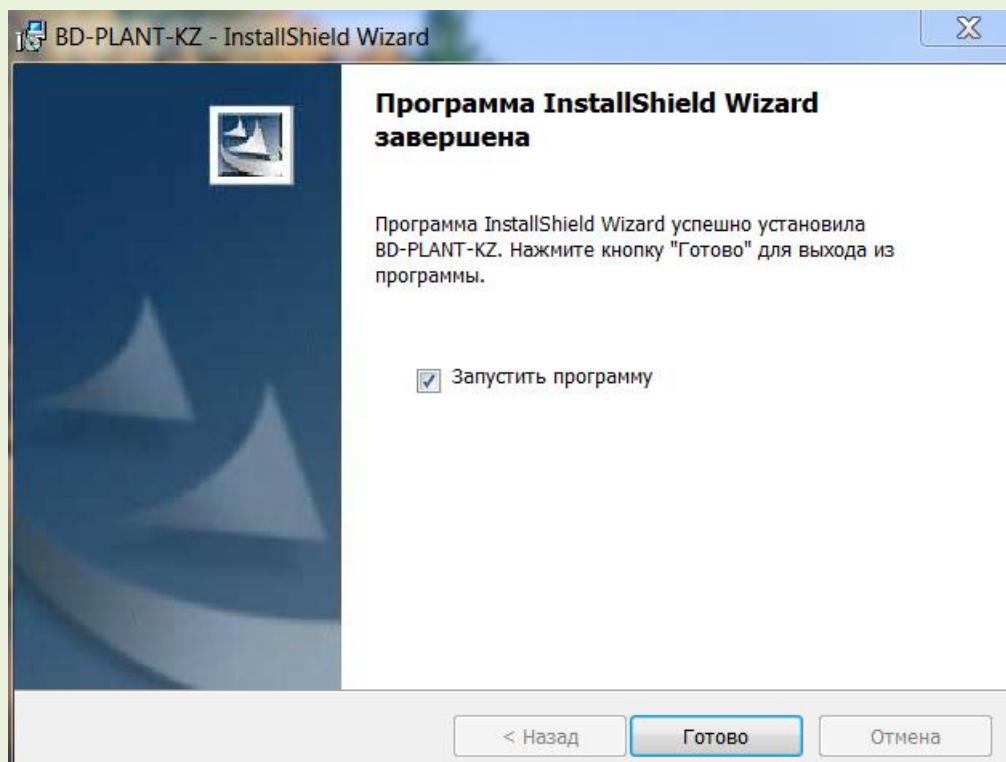 BD-PLANT-KZ - InstallShield Wizard
Программа InstallShield Wizard
завершена
Программа InstallShield Wizard успешно установила
BD-PLANT-KZ. Нажмите кнопку "Готово" для выхода из
программы.
Запустить программу
< Назад
Готово
Отмена